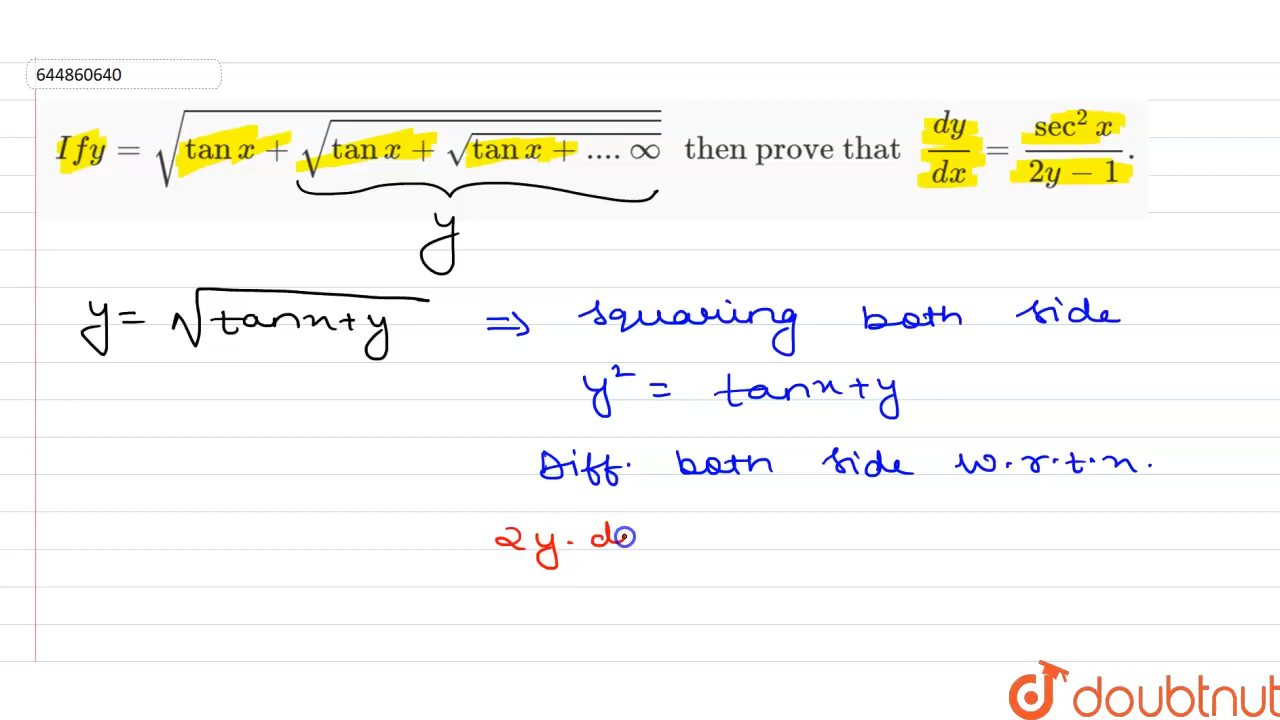 644860640
If y = √(tan x + √(tan x + √(tan x + .... ∞))) then prove that dy/dx = sec² x/(2y − 1).
y
y = √(tanx + y) ⇒ squaring both side
y² = tanx + y
Diff. both side w.r.t.x.
2y. d
doubtnut